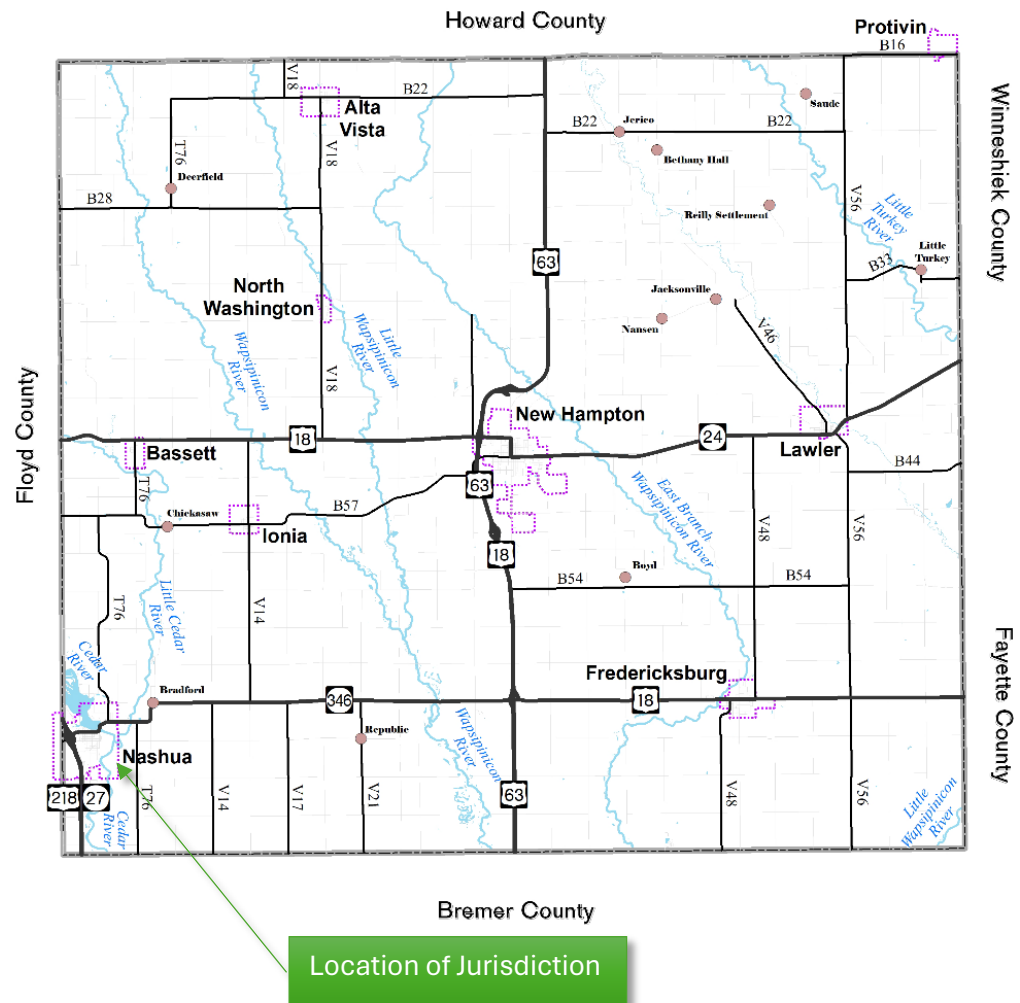 Howard County
Protivin
B16
V18
B22
Alta
Vista
Saude
Jerico
B22
B22
T76
V18
Bethany Hall
Deerfield
B28
V56
Reilly Settlement
Little
Turkey
River
Winneshiek County
63
Little
Turkey
B33
North
Washington
Jacksonville
Nansen
V46
Wapsipinicon
River
Little
Wapsipinicon
River
V18
Floyd County
New Hampton
18
24
Lawler
Bassett
B44
T76
63
B57
Chickasaw
Ionia
East Branch
Wapsipinicon River
V48
V56
18
Boyd
B54
B54
T76
Little Cedar
River
V14
Cedar
River
Fredericksburg
Fayette County
Bradford
346
18
Republic
Wapsipinicon
River
Nashua
218
27
Cedar
River
T76
V14
V17
V21
63
V48
V56
Little
Wapsipinicon
River
Bremer County
Location of Jurisdiction